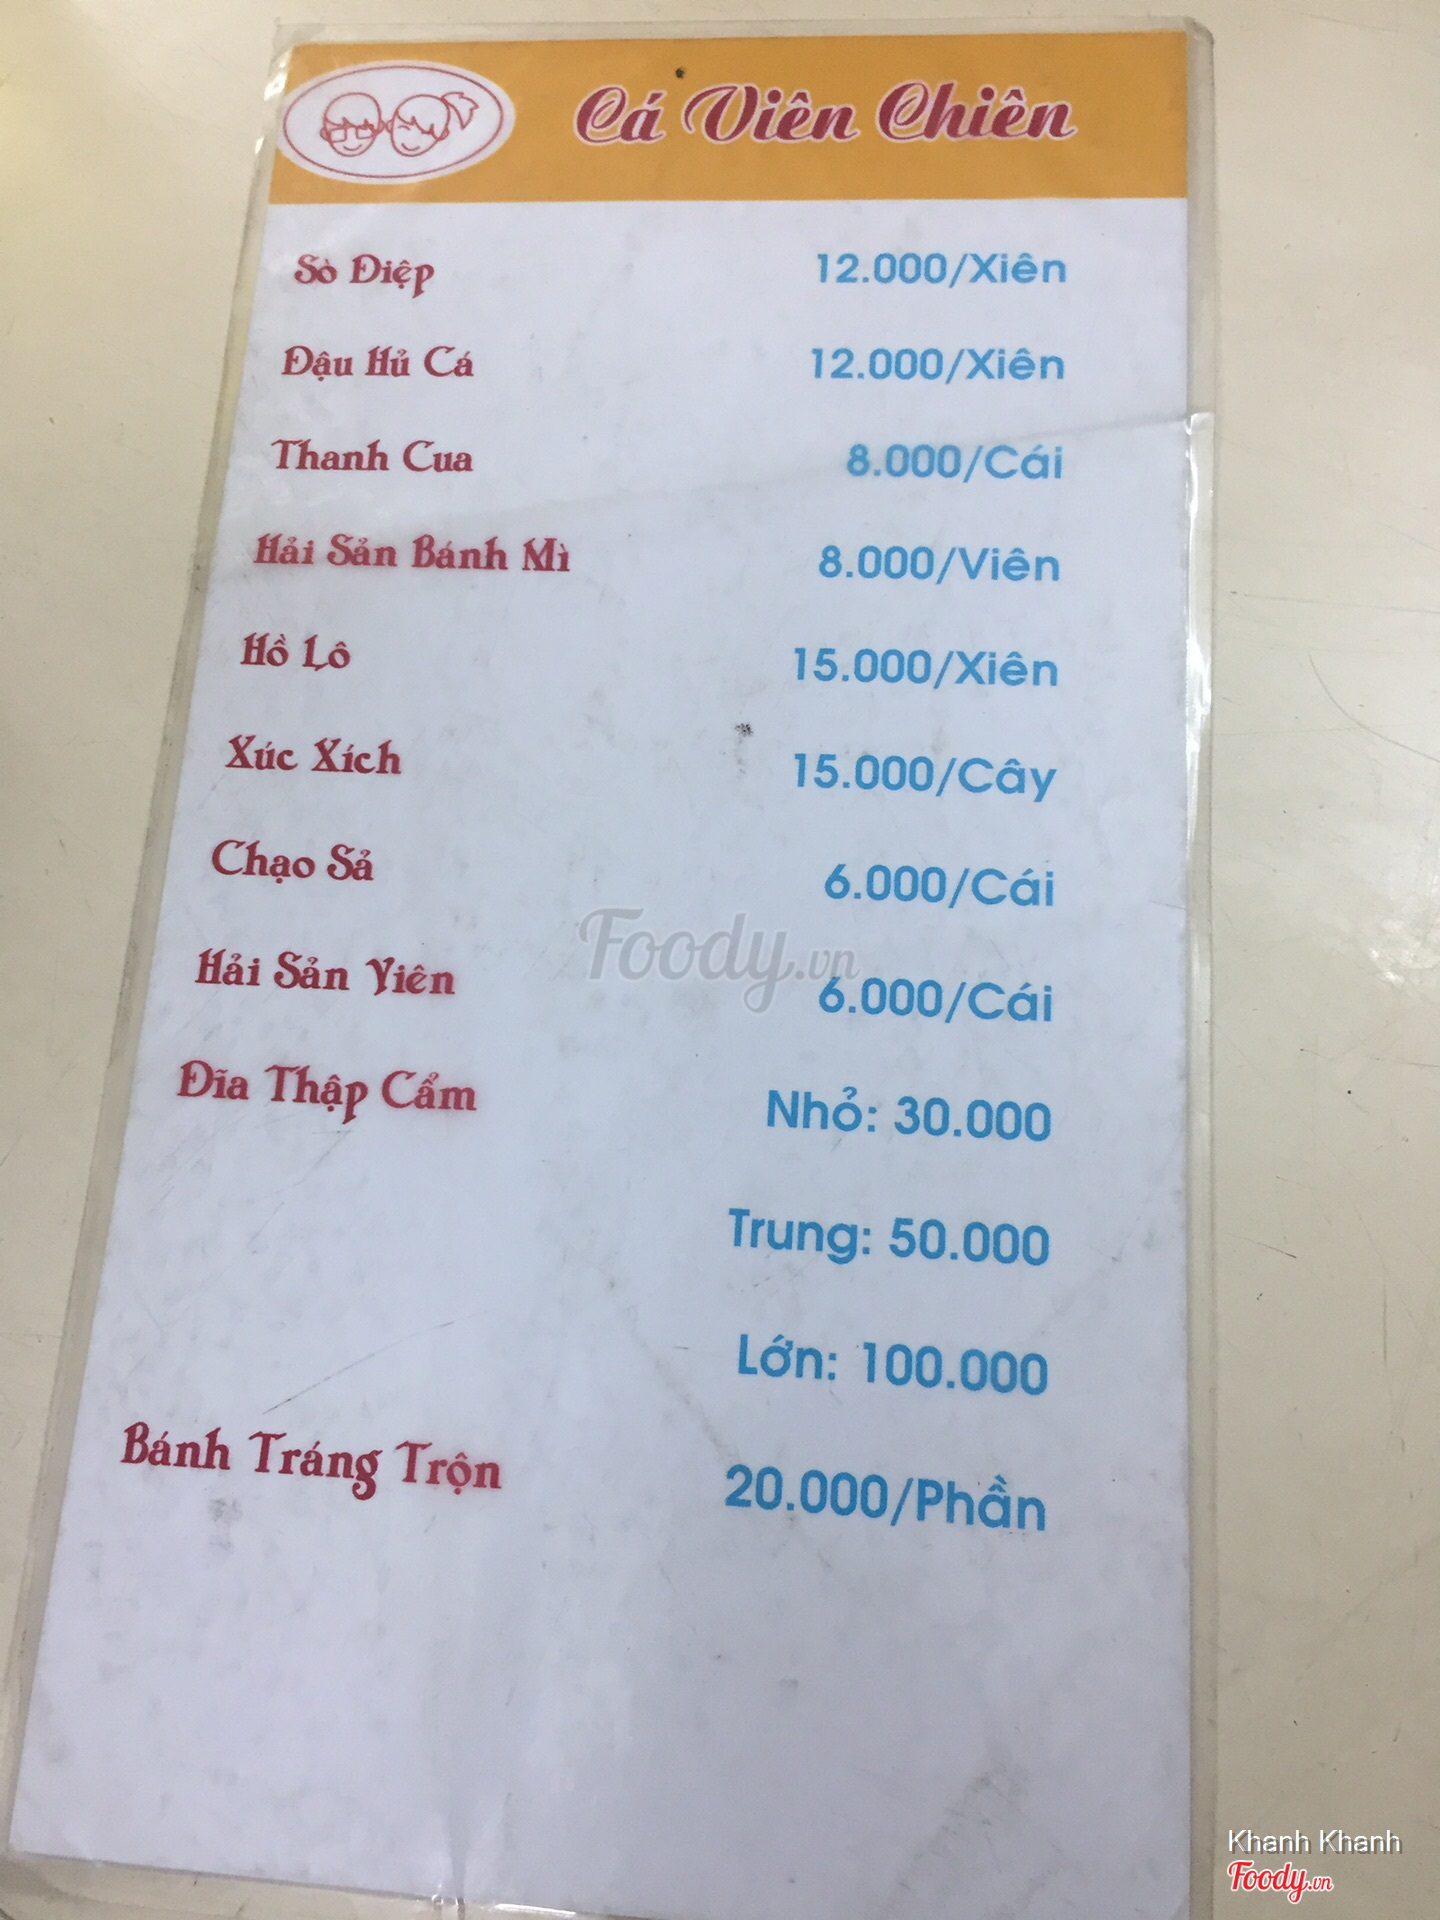 Cá Viên Chiên
Sò Điệp 12.000/Xiên
Đậu Hủ Cá 12.000/Xiên
Thanh Cua 8.000/Cái
Hải Sản Bánh Mì 8.000/Viên
Hồ Lô 15.000/Xiên
Xúc Xích 15.000/Cây
Chạo Sả 6.000/Cái
Hải Sản Viên 6.000/Cái
Đĩa Thập Cẩm Nhỏ: 30.000
Trung: 50.000
Lớn: 100.000
Bánh Tráng Trộn 20.000/Phần
Foody.vn
Khanh Khanh
Foody.vn